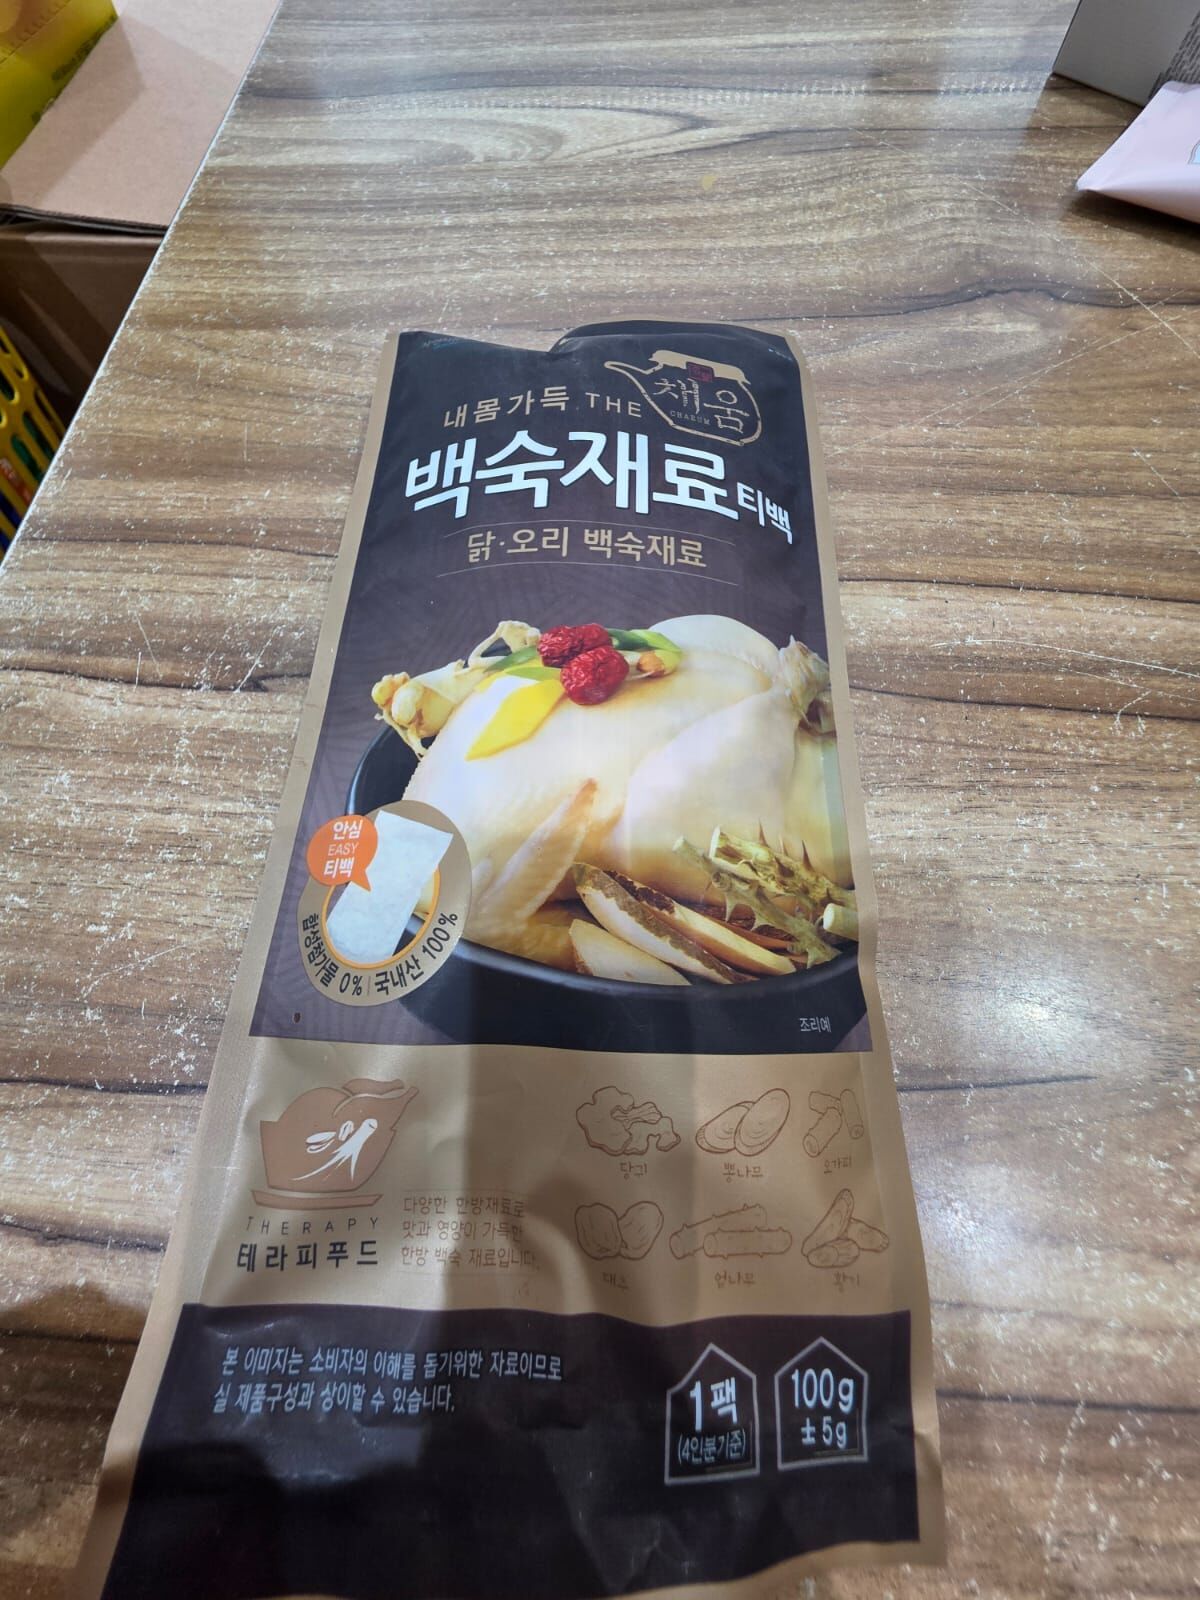 내몸가득 THE
채움
CHAEUM
백숙재료 티백
닭·오리 백숙재료
안심
EASY
티백
합성첨가물 0% | 국내산 100%
조리예
THERAPY
테라피푸드
다양한 한방재료로
맛과 영양이 가득한
한방 백숙 재료입니다.
당귀 뽕나무 오가피
대추 엄나무 황기
본 이미지는 소비자의 이해를 돕기위한 자료이므로
실 제품구성과 상이할 수 있습니다.
1팩
(4인분기준)
100g
±5g